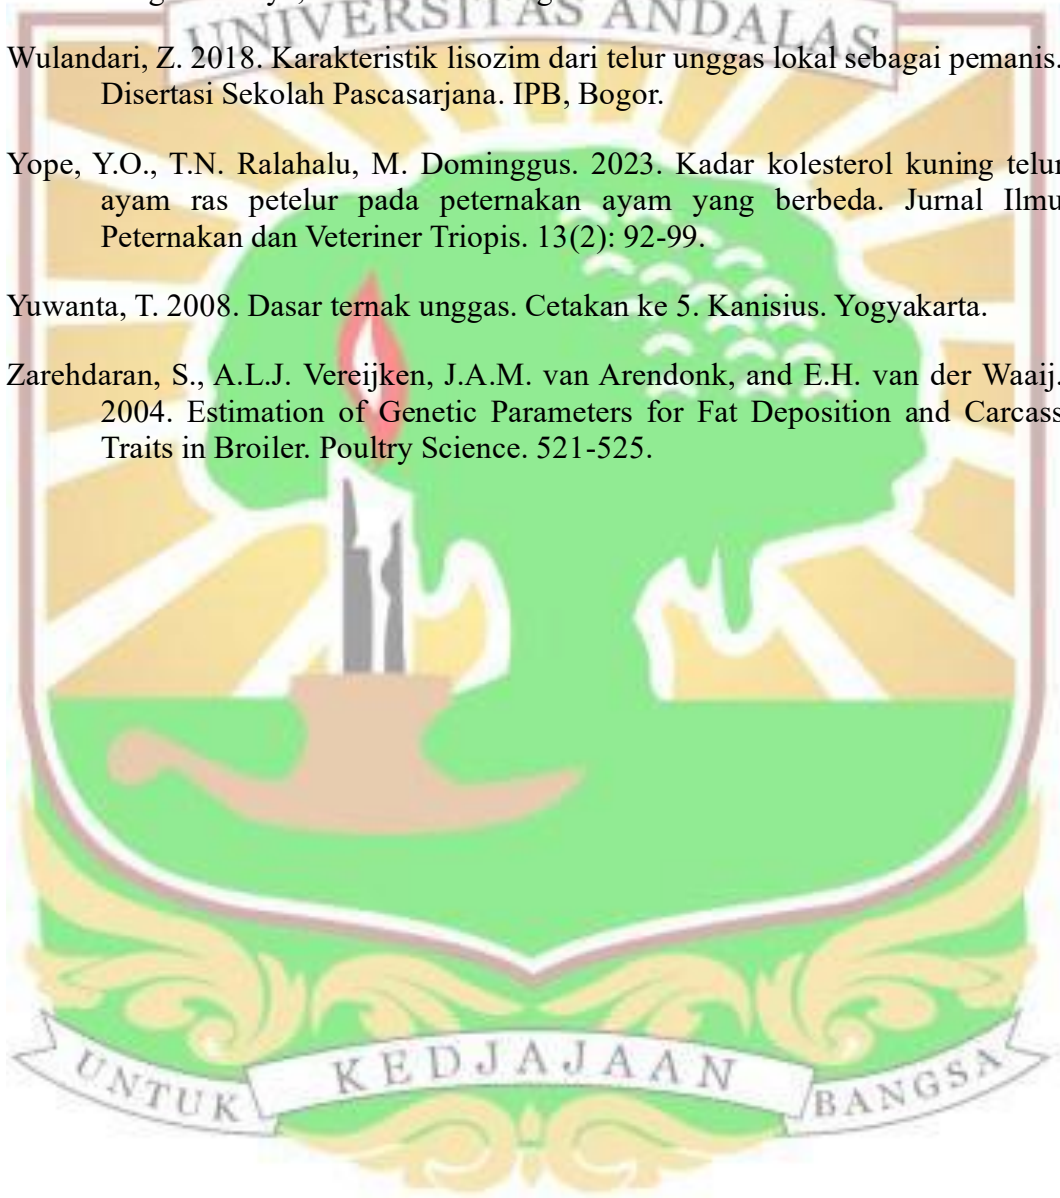 UNIVERSITAS ANDALAS
Wulandari, Z. 2018. Karakteristik lisozim dari telur unggas lokal sebagai pemanis.
Disertasi Sekolah Pascasarjana. IPB, Bogor.
Yope, Y.O., T.N. Ralahalu, M. Dominggus. 2023. Kadar kolesterol kuning telur
ayam ras petelur pada peternakan ayam yang berbeda. Jurnal Ilmu
Peternakan dan Veteriner Triopis. 13(2): 92-99.
Yuwanta, T. 2008. Dasar ternak unggas. Cetakan ke 5. Kanisius. Yogyakarta.
Zarehdaran, S., A.L.J. Vereijken, J.A.M. van Arendonk, and E.H. van der Waaij.
2004. Estimation of Genetic Parameters for Fat Deposition and Carcass
Traits in Broiler. Poultry Science. 521-525.
UNTUK KEDJAJAAN BANGSA